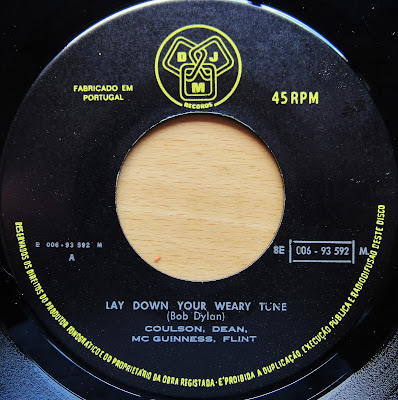 D J
M
RECORDS
FABRICADO EM
PORTUGAL
45 RPM
E 006-93 592 M
A
8E 006 - 93 592 M
LAY DOWN YOUR WEARY TUNE
(Bob Dylan)
COULSON, DEAN,
MC GUINNESS, FLINT
RESERVADOS OS DIREITOS DO PRODUTOR FONOGRÁFICO E DO PROPRIETARIO DA OBRA REGISTADA · É PROIBIDA A DUPLICAÇÃO, EXECUÇÃO PÚBLICA E RADIODIFUSÃO DESTE DISCO